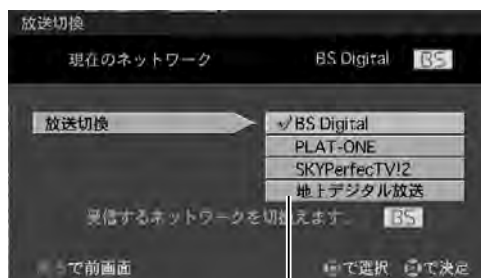 放送切換
現在のネットワーク BS Digital BS
放送切換 ✓BS Digital
PLAT-ONE
SKYPerfecTV!2
地上デジタル放送
受信するネットワークを切換えます。 BS
で前画面 で選択 で決定